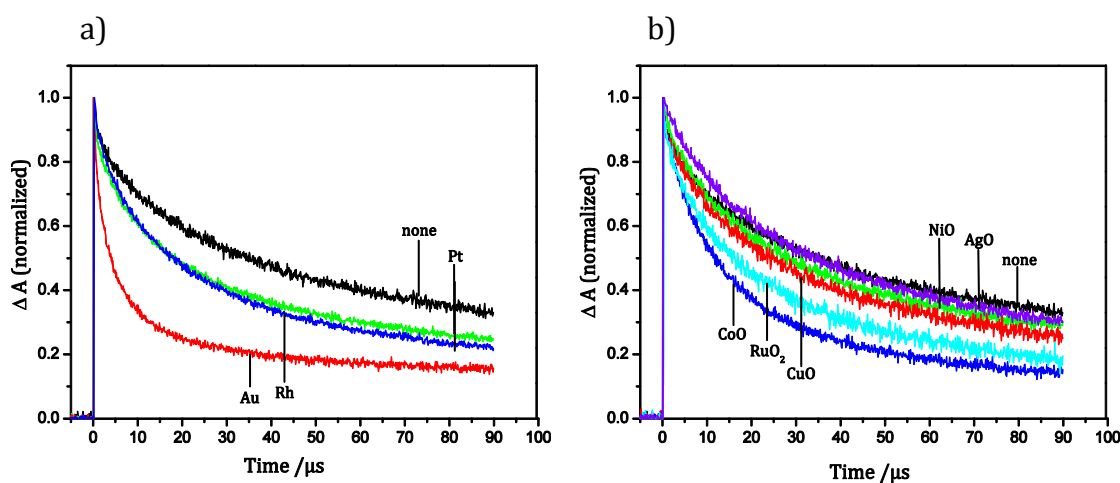 a)
1.0
0.8
0.6
0.4
0.2
0.0
Δ A (normalized)
none
Pt
Au
Rh
0 10 20 30 40 50 60 70 80 90 100
Time /µs
b)
1.0
0.8
0.6
0.4
0.2
0.0
Δ A (normalized)
NiO
AgO
none
CoO
RuO₂
CuO
0 10 20 30 40 50 60 70 80 90 100
Time /µs